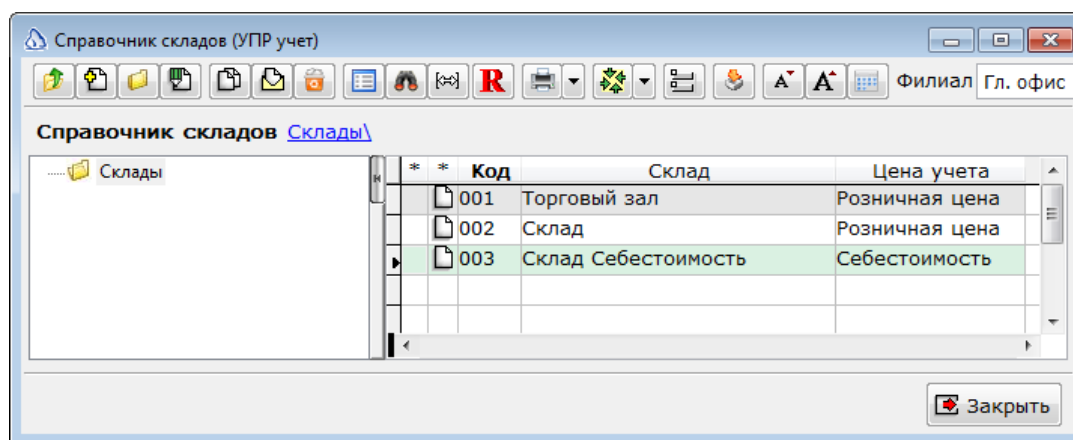 Справочник складов (УПР учет)
R A A Филиал Гл. офис
Справочник складов Склады\
Склады
* * Код Склад Цена учета
001 Торговый зал Розничная цена
002 Склад Розничная цена
003 Склад Себестоимость Себестоимость
Закрыть